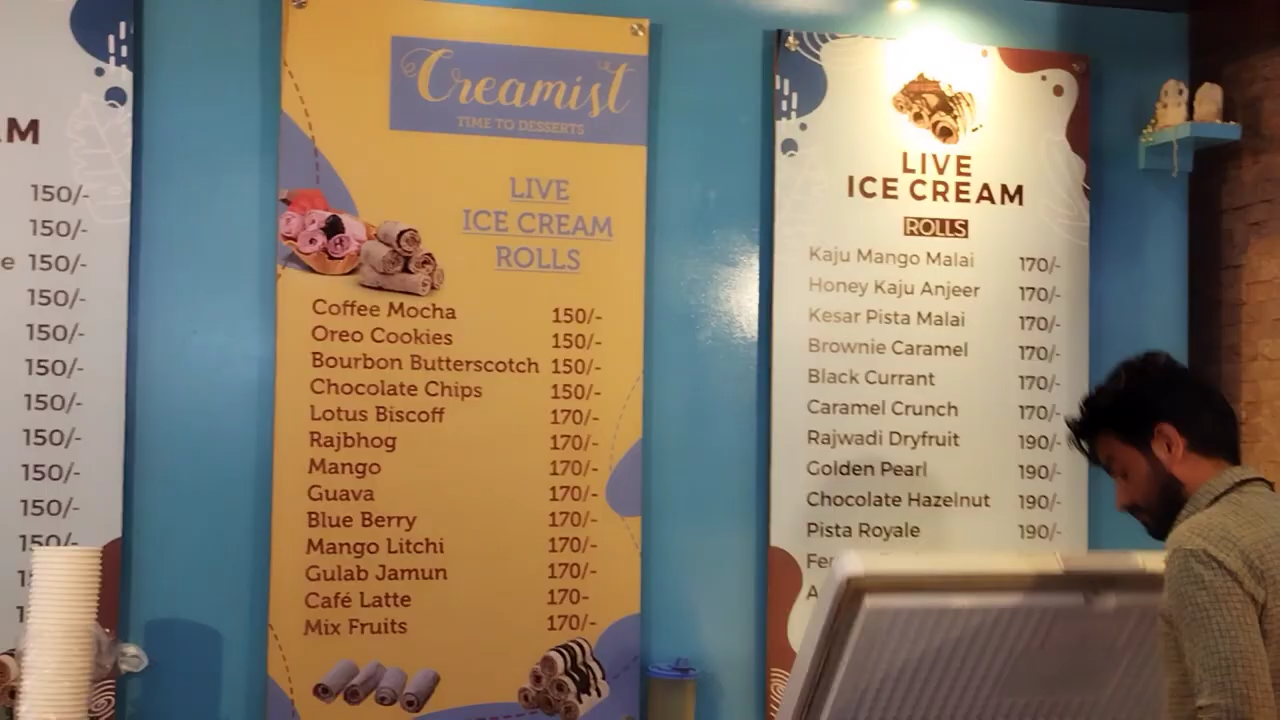 AM
150/-
150/-
e 150/-
150/-
150/-
150/-
150/-
150/-
150/-
150/-
150/-
Creamist
TIME TO DESSERTS
LIVE
ICE CREAM
ROLLS
Coffee Mocha 150/-
Oreo Cookies 150/-
Bourbon Butterscotch 150/-
Chocolate Chips 150/-
Lotus Biscoff 170/-
Rajbhog 170/-
Mango 170/-
Guava 170/-
Blue Berry 170/-
Mango Litchi 170/-
Gulab Jamun 170/-
Café Latte 170-
Mix Fruits 170/-
LIVE
ICE CREAM
ROLLS
Kaju Mango Malai 170/-
Honey Kaju Anjeer 170/-
Kesar Pista Malai 170/-
Brownie Caramel 170/-
Black Currant 170/-
Caramel Crunch 170/-
Rajwadi Dryfruit 190/-
Golden Pearl 190/-
Chocolate Hazelnut 190/-
Pista Royale 190/-